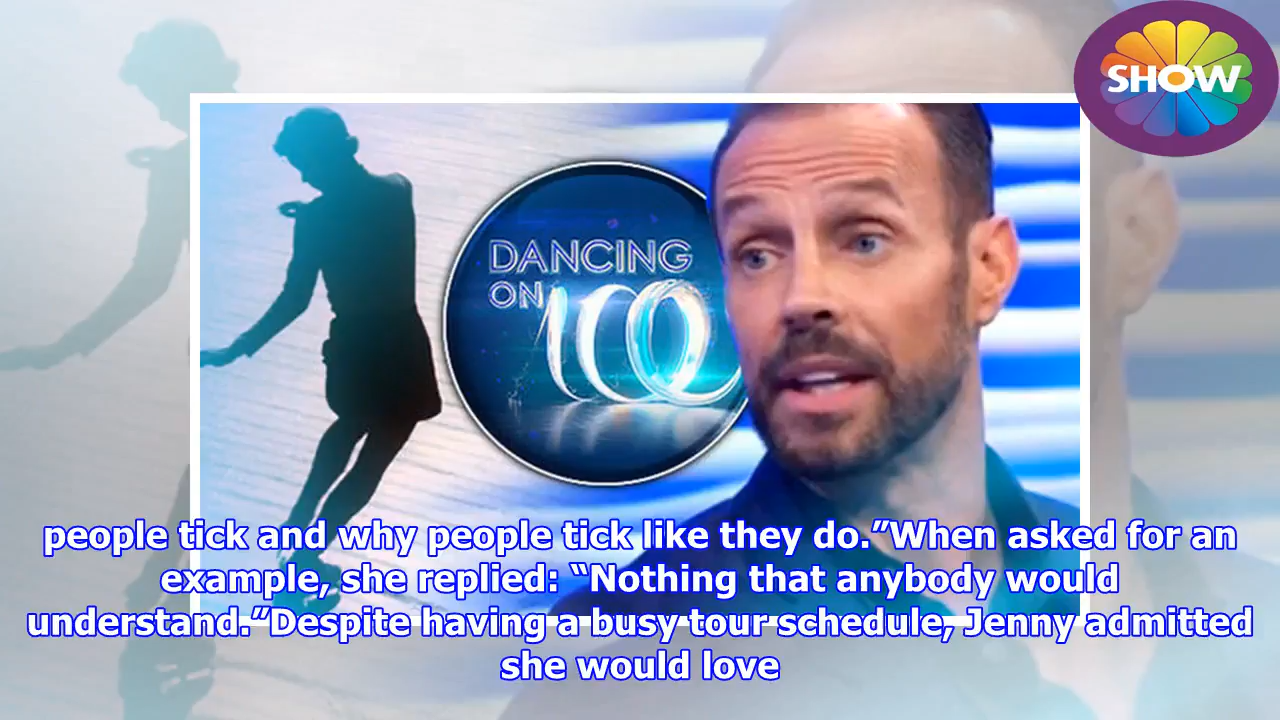 SHOW
DANCING
ON ICE
people tick and why people tick like they do.”When asked for an
example, she replied: “Nothing that anybody would
understand.”Despite having a busy tour schedule, Jenny admitted
she would love